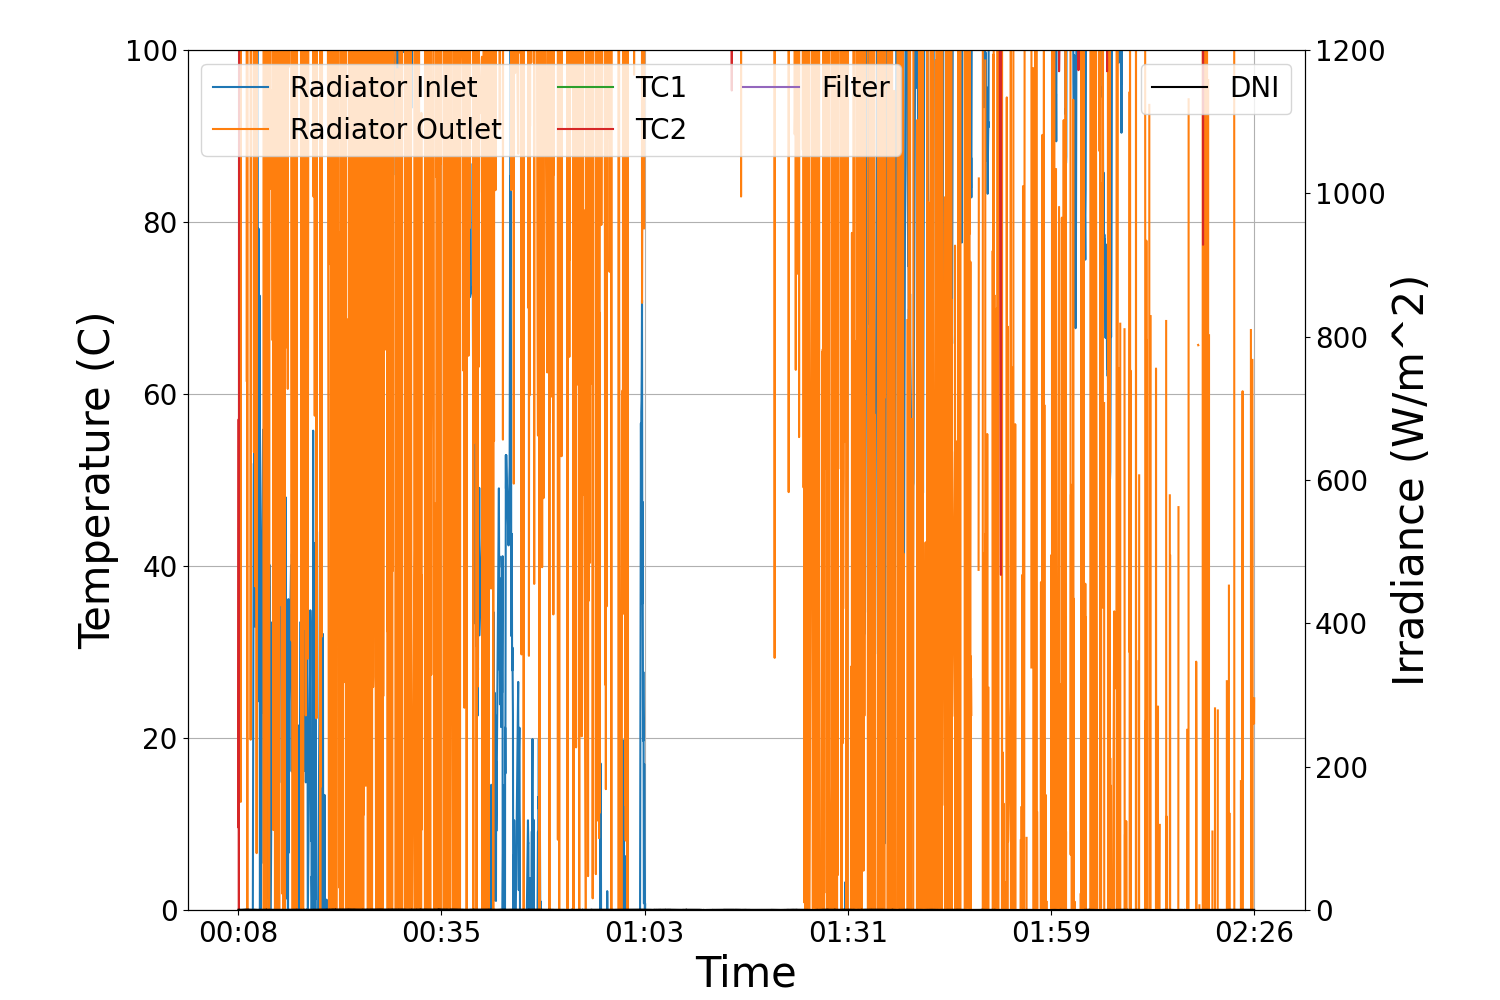 100
80
60
40
20
0
Temperature (C)
Radiator Inlet
Radiator Outlet
TC1
TC2
Filter
DNI
1200
1000
800
600
400
200
0
Irradiance (W/m^2)
00:08
00:35
01:03
01:31
01:59
02:26
Time